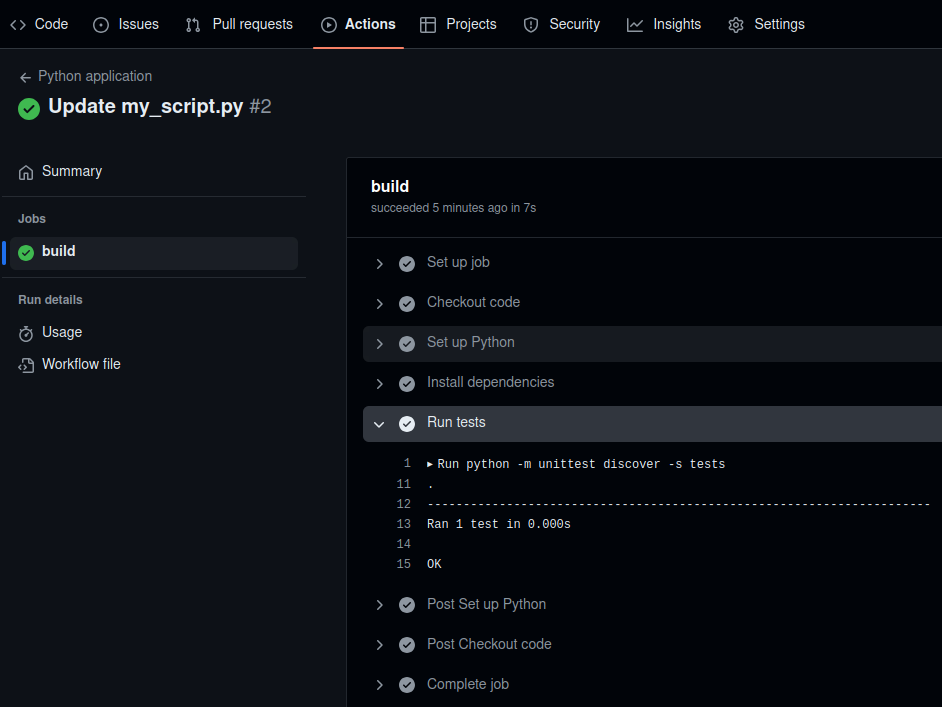 Code Issues Pull requests Actions Projects Security Insights Settings
Python application
Update my_script.py #2
Summary
Jobs
build
Run details
Usage
Workflow file
build
succeeded 5 minutes ago in 7s
Set up job
Checkout code
Set up Python
Install dependencies
Run tests
1 Run python -m unittest discover -s tests
11 .
12 ----------------------------------------------------------------------
13 Ran 1 test in 0.000s
14
15 OK
Post Set up Python
Post Checkout code
Complete job